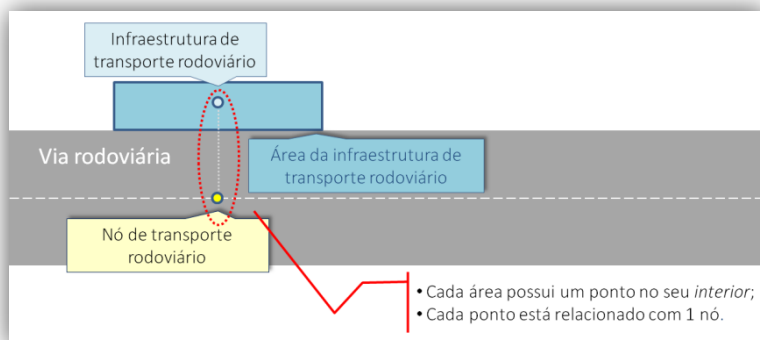 Infraestrutura de
transporte rodoviário
Via rodoviária
Área da infraestrutura de
transporte rodoviário
Nó de transporte
rodoviário
• Cada área possui um ponto no seu interior;
• Cada ponto está relacionado com 1 nó.